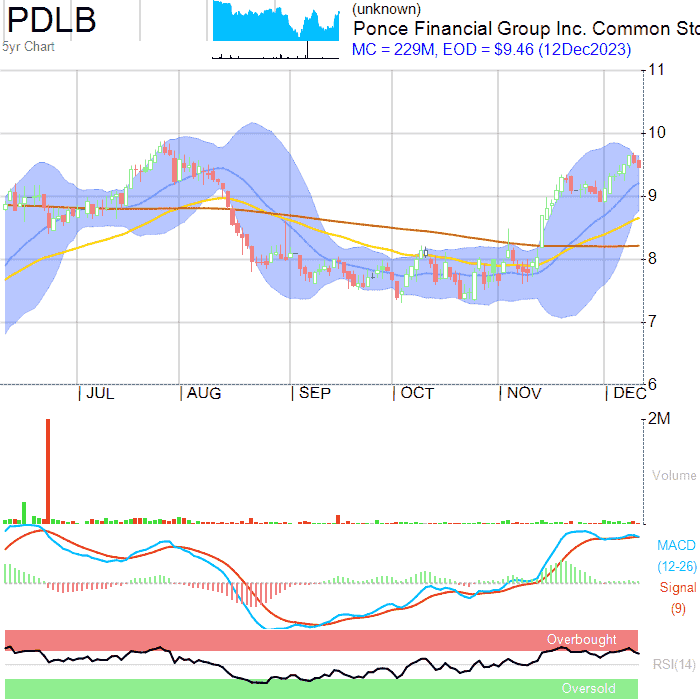 PDLB
5yr Chart
(unknown)
Ponce Financial Group Inc. Common Sto
MC = 229M, EOD = $9.46 (12Dec2023)
11
10
9
8
7
6
JUL
AUG
SEP
OCT
NOV
DEC
2M
Volume
MACD
(12-26)
Signal
(9)
Overbought
RSI(14)
Oversold